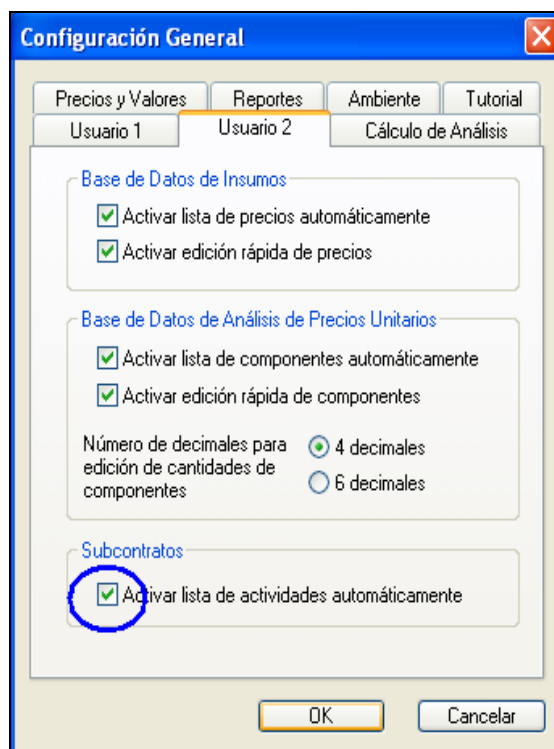 Configuración General
Precios y Valores
Reportes
Ambiente
Tutorial
Usuario 1
Usuario 2
Cálculo de Análisis
Base de Datos de Insumos
Activar lista de precios automáticamente
Activar edición rápida de precios
Base de Datos de Análisis de Precios Unitarios
Activar lista de componentes automáticamente
Activar edición rápida de componentes
Número de decimales para
edición de cantidades de
componentes
4 decimales
6 decimales
Subcontratos
Activar lista de actividades automáticamente
OK
Cancelar